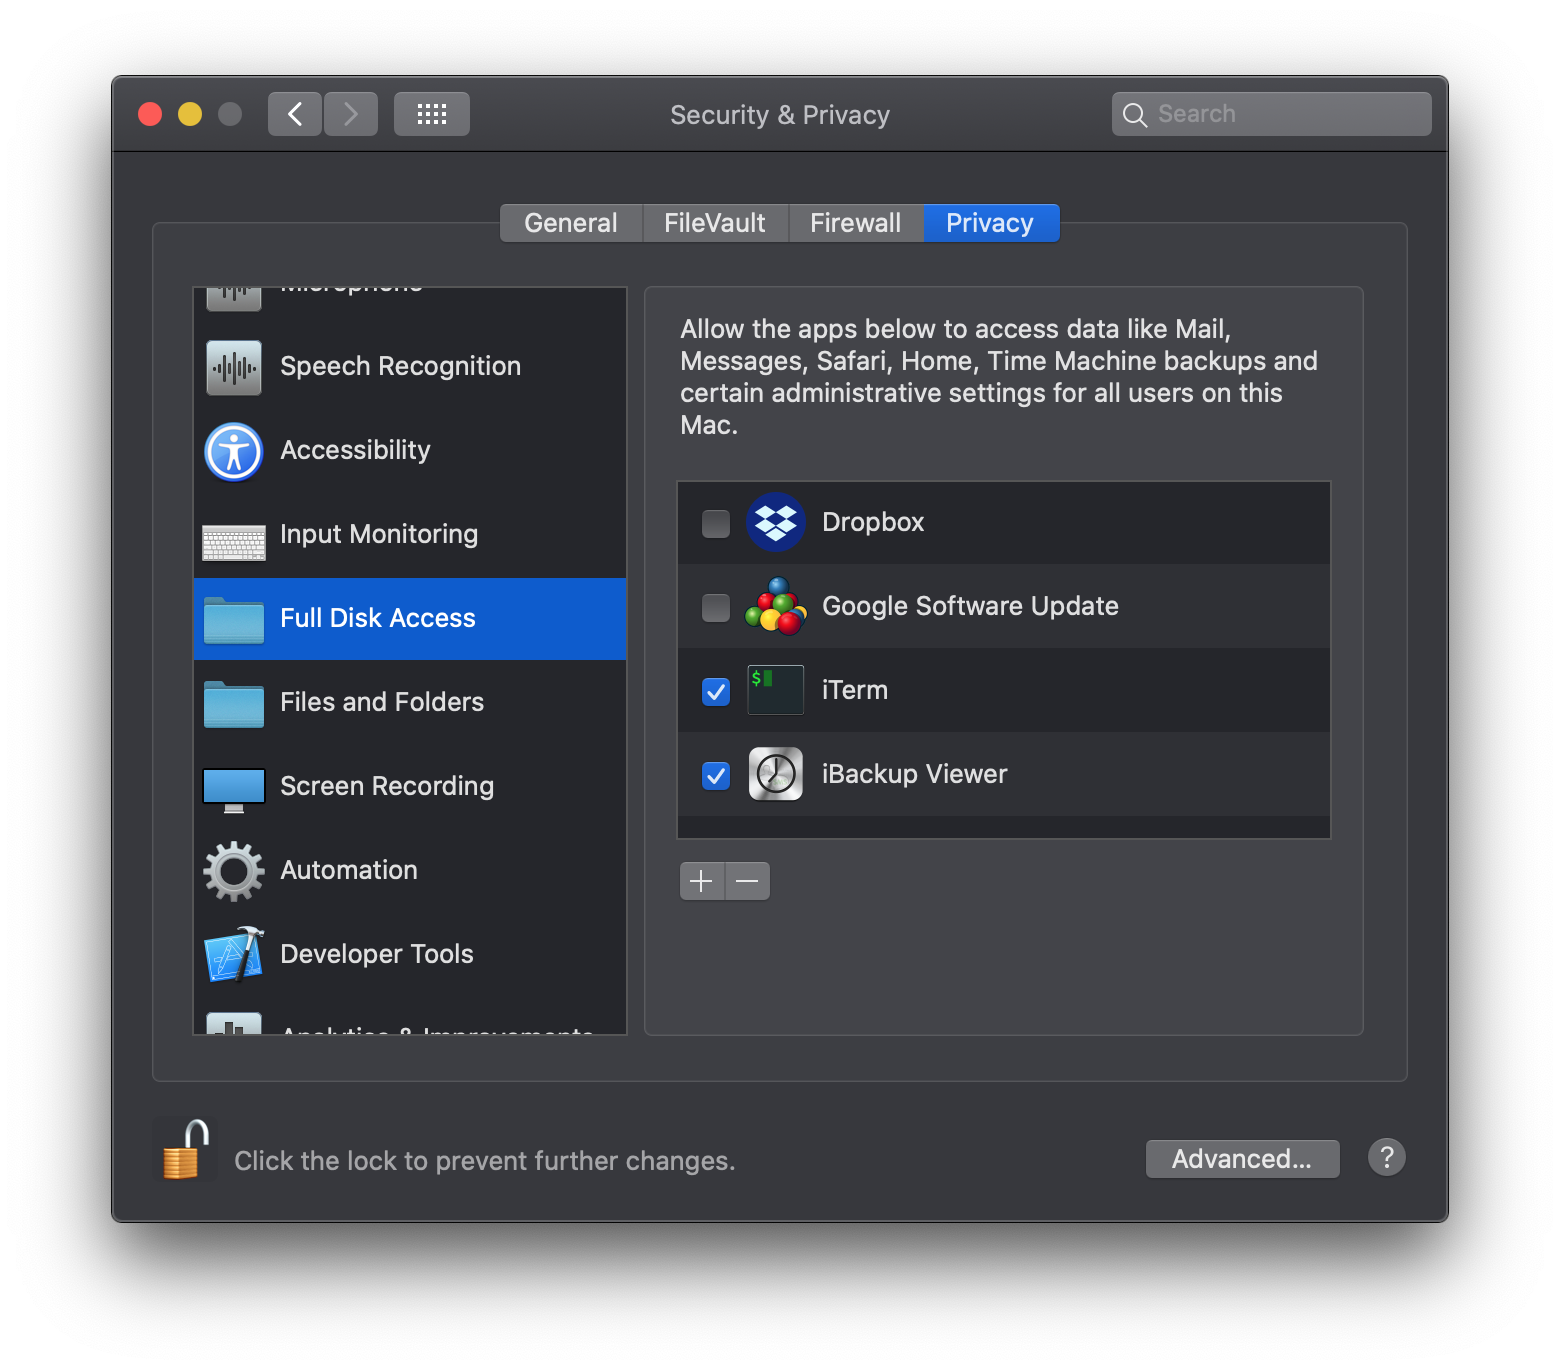 Security & Privacy
Search
General
FileVault
Firewall
Privacy
Microphone
Speech Recognition
Accessibility
Input Monitoring
Full Disk Access
Files and Folders
Screen Recording
Automation
Developer Tools
Analytics & Improvements
Allow the apps below to access data like Mail,
Messages, Safari, Home, Time Machine backups and
certain administrative settings for all users on this
Mac.
Dropbox
Google Software Update
$
iTerm
iBackup Viewer
Click the lock to prevent further changes.
Advanced...
?